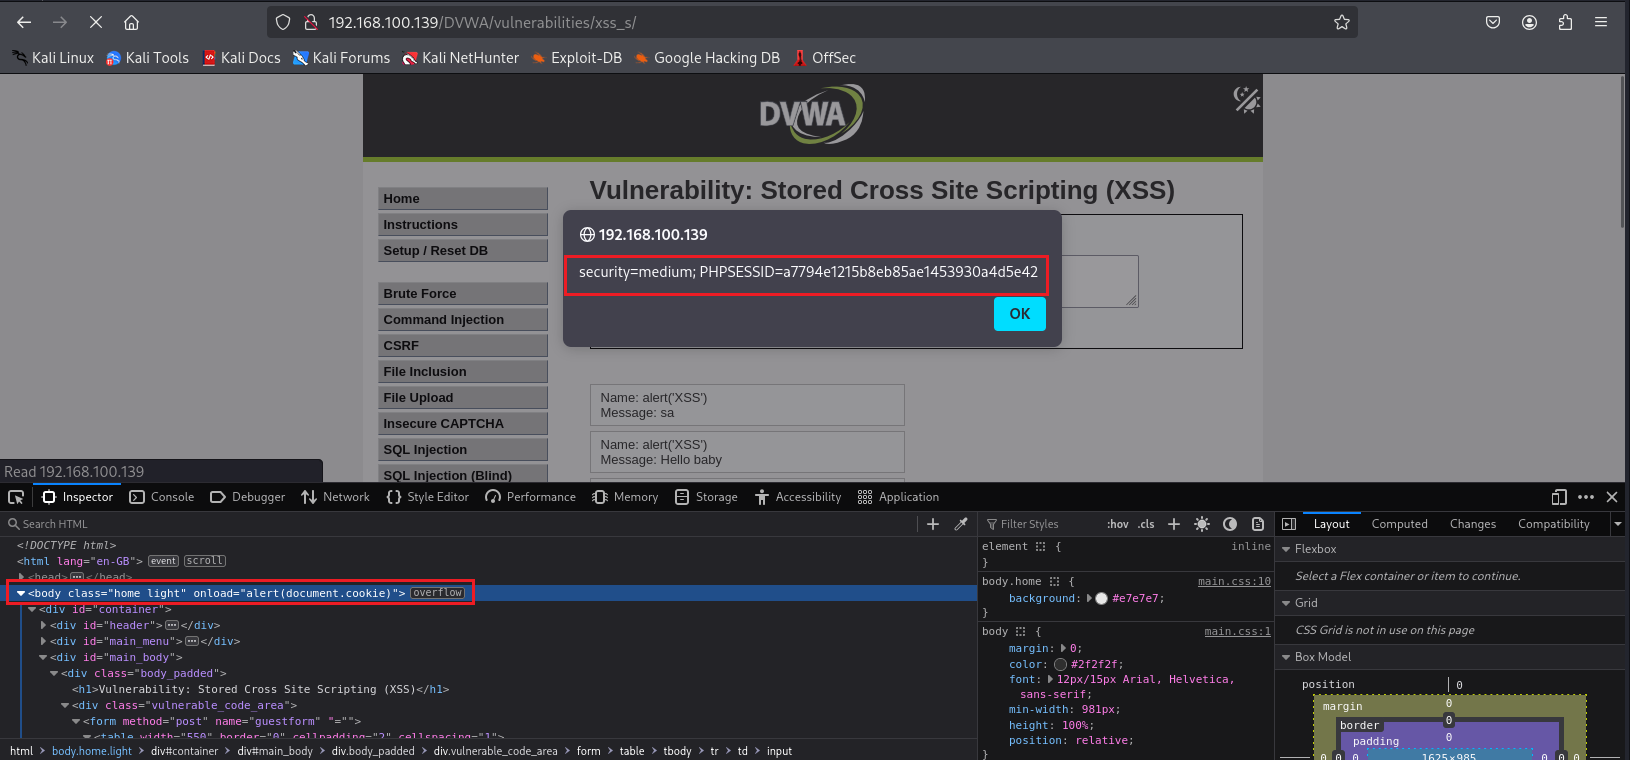 192.168.100.139/DVWA/vulnerabilities/xss_s/
Kali Linux Kali Tools Kali Docs Kali Forums Kali NetHunter Exploit-DB Google Hacking DB OffSec
DVWA
Vulnerability: Stored Cross Site Scripting (XSS)
Home
Instructions
Setup / Reset DB
Brute Force
Command Injection
CSRF
File Inclusion
File Upload
Insecure CAPTCHA
SQL Injection
SQL Injection (Blind)
192.168.100.139
security=medium; PHPSESSID=a7794e1215b8eb85ae1453930a4d5e42
OK
Name: alert('XSS')
Message: sa
Name: alert('XSS')
Message: Hello baby
Read 192.168.100.139
Inspector Console Debugger Network Style Editor Performance Memory Storage Accessibility Application
Search HTML
<!DOCTYPE html>
<html lang="en-GB"> event scroll
<head> </head>
<body class="home light" onload="alert(document.cookie)"> overflow
<div id="container">
<div id="header"> </div>
<div id="main_menu"> </div>
<div id="main_body">
<div class="body_padded">
<h1>Vulnerability: Stored Cross Site Scripting (XSS)</h1>
<div class="vulnerable_code_area">
<form method="post" name="guestform" "="">
<table width="550" border="0" cellpadding="2" cellspacing="1">
html body.home.light div#container div#main_body div.body_padded div.vulnerable_code_area form table tbody tr td input
Filter Styles :hov .cls
element { inline
}
body.home { main.css:10
background: #e7e7e7;
}
body { main.css:1
margin: 0;
color: #2f2f2f;
font: 12px/15px Arial, Helvetica,
sans-serif;
min-width: 981px;
height: 100%;
position: relative;
}
Layout Computed Changes Compatibility
Flexbox
Select a Flex container or item to continue.
Grid
CSS Grid is not in use on this page
Box Model
position 0
margin 0
border 0
padding 0
0 0 0 1625×985 0 0 0